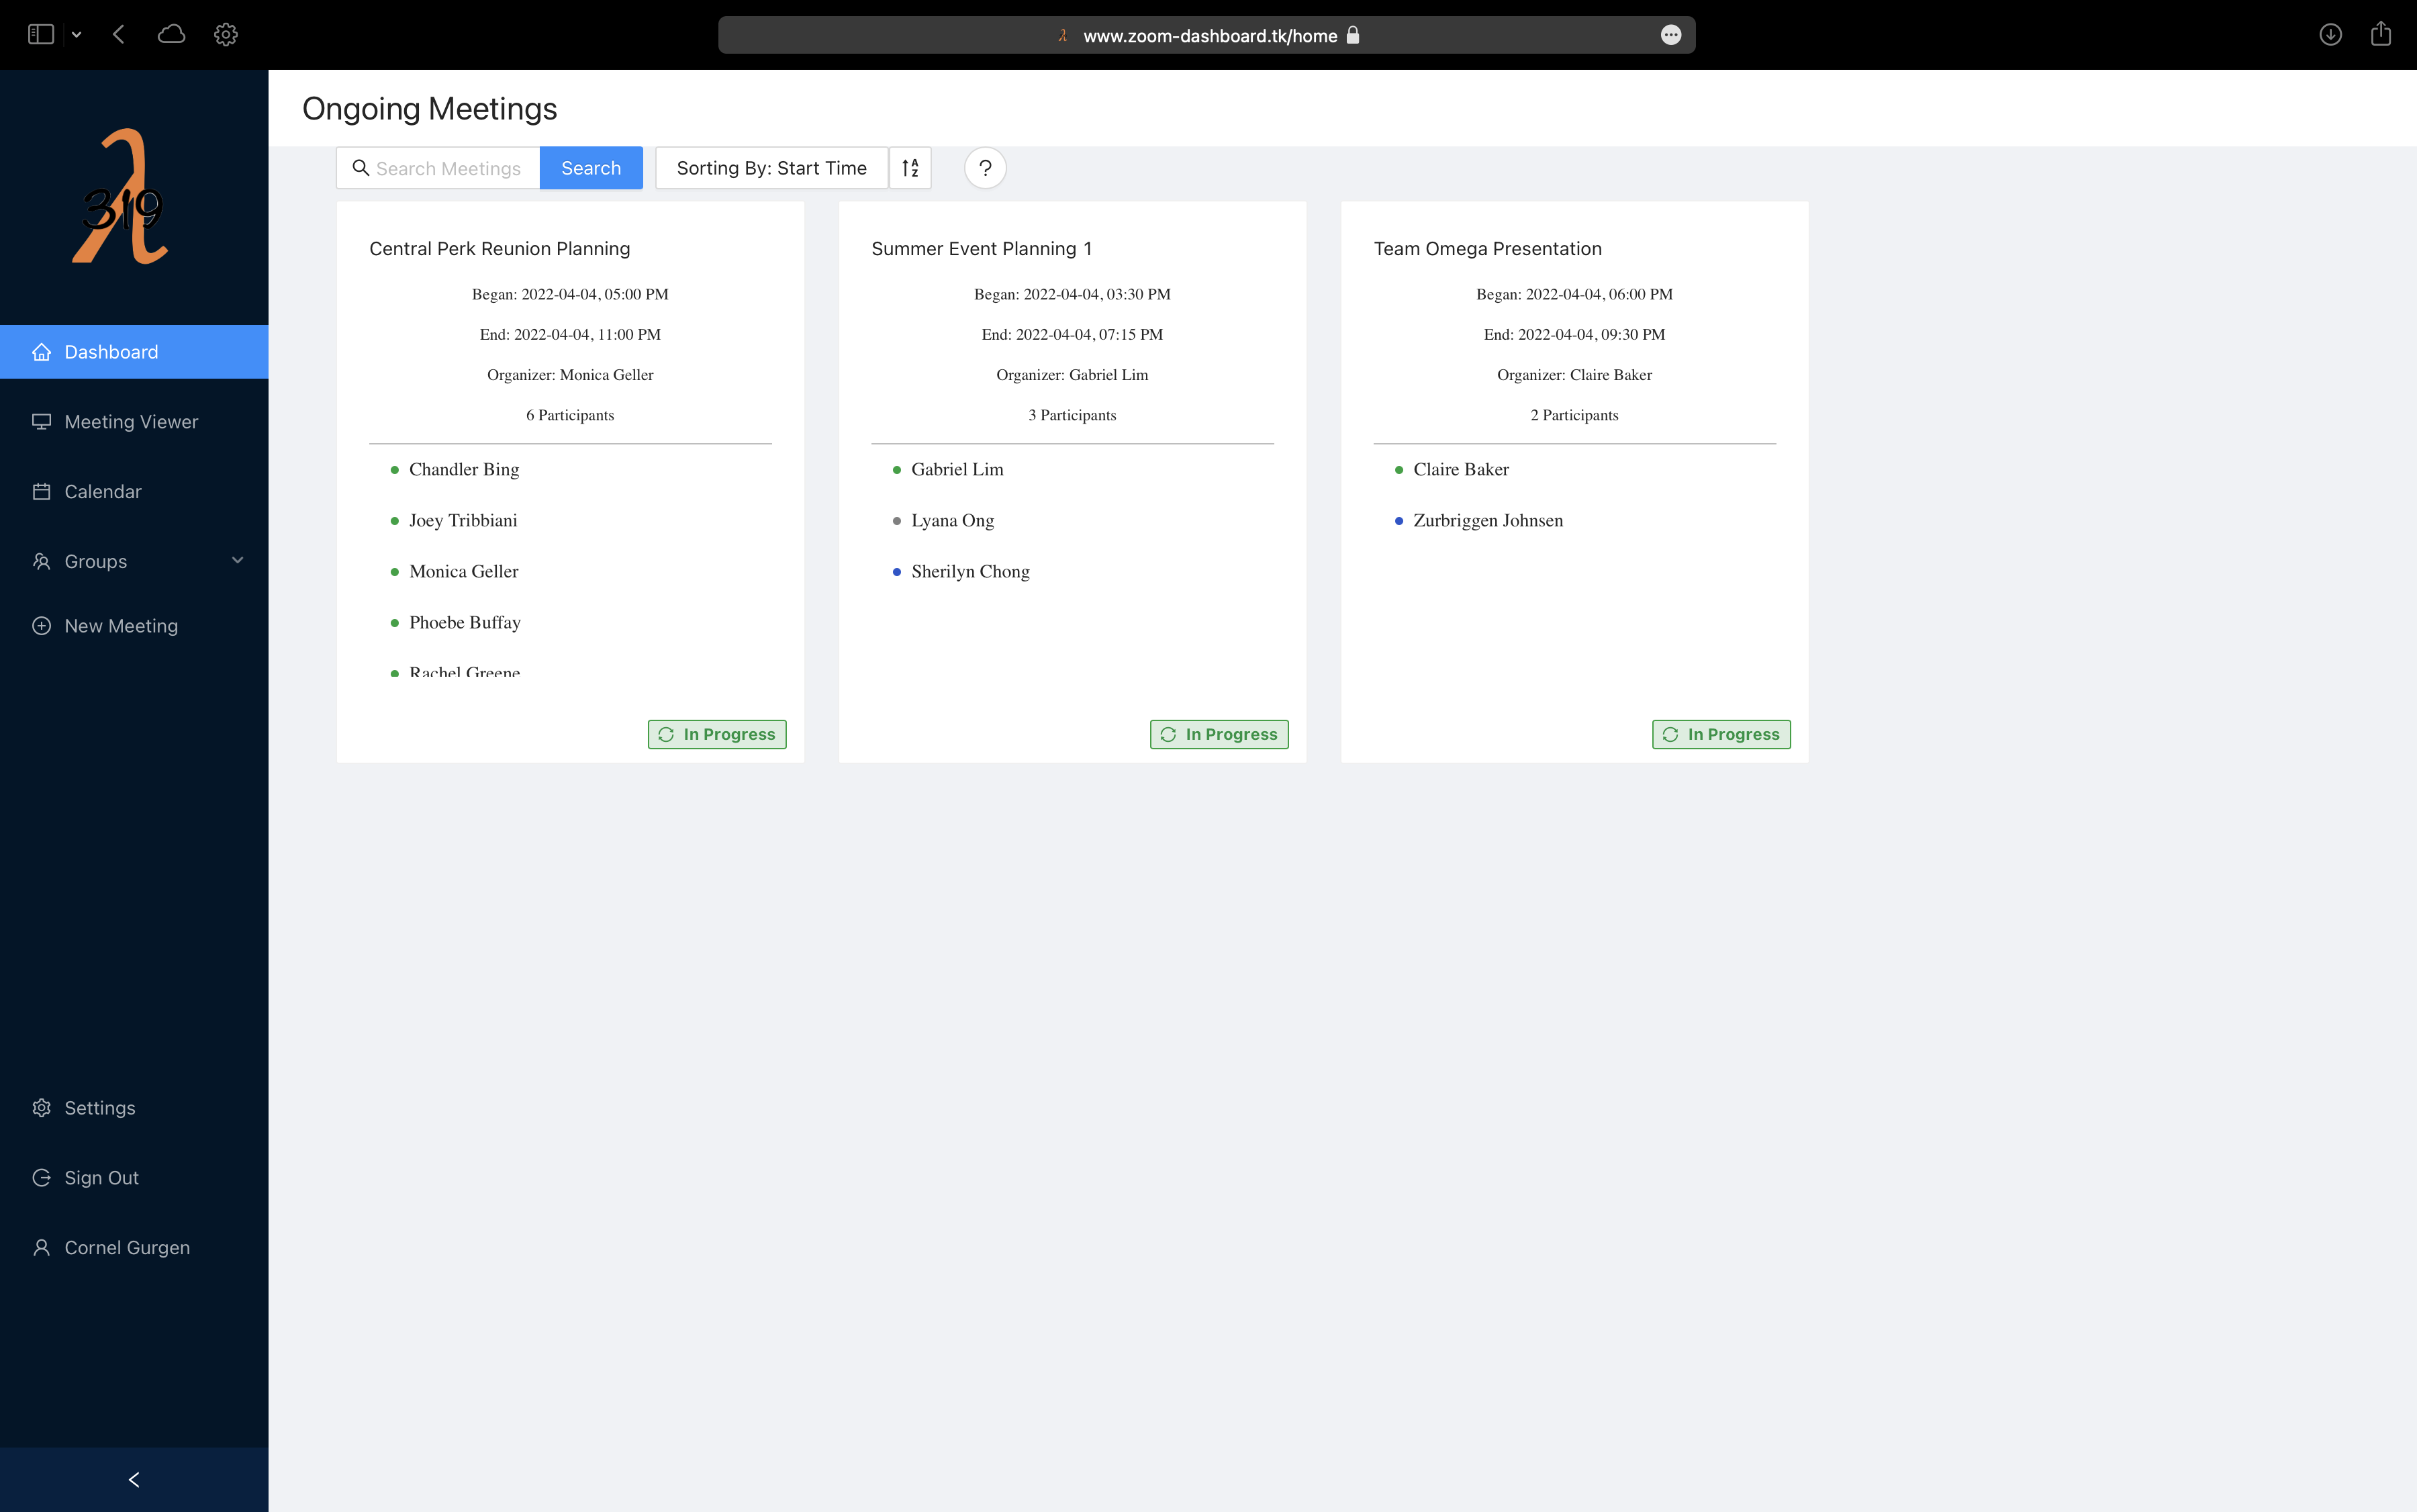 www.zoom-dashboard.tk/home
319
Dashboard
Meeting Viewer
Calendar
Groups
New Meeting
Settings
Sign Out
Cornel Gurgen
Ongoing Meetings
Search Meetings
Search
Sorting By: Start Time
A
Z
?
Central Perk Reunion Planning
Began: 2022-04-04, 05:00 PM
End: 2022-04-04, 11:00 PM
Organizer: Monica Geller
6 Participants
Chandler Bing
Joey Tribbiani
Monica Geller
Phoebe Buffay
Rachel Greene
In Progress
Summer Event Planning 1
Began: 2022-04-04, 03:30 PM
End: 2022-04-04, 07:15 PM
Organizer: Gabriel Lim
3 Participants
Gabriel Lim
Lyana Ong
Sherilyn Chong
In Progress
Team Omega Presentation
Began: 2022-04-04, 06:00 PM
End: 2022-04-04, 09:30 PM
Organizer: Claire Baker
2 Participants
Claire Baker
Zurbriggen Johnsen
In Progress